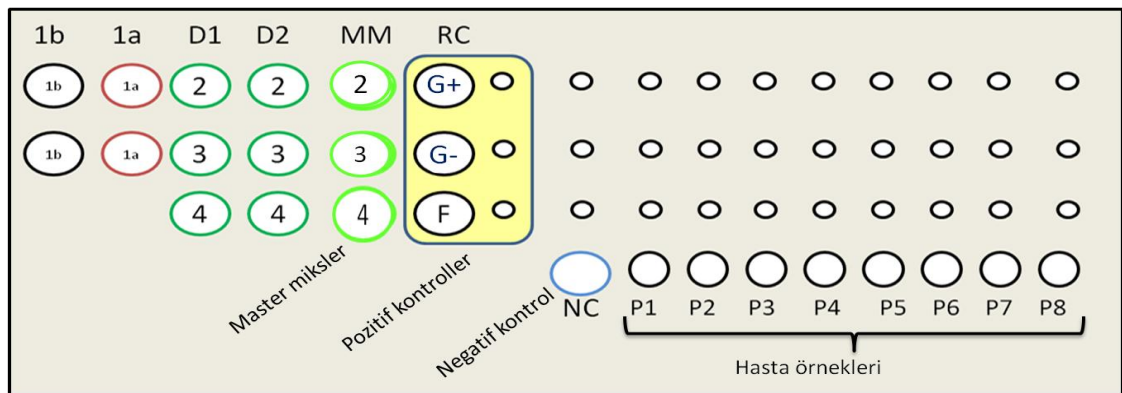 1b 1a D1 D2 MM RC
1b 1a 2 2 2 G+
1b 1a 3 3 3 G-
4 4 4 F
Master miksler
Pozitif kontroller
Negatif kontrol
NC P1 P2 P3 P4 P5 P6 P7 P8
Hasta örnekleri